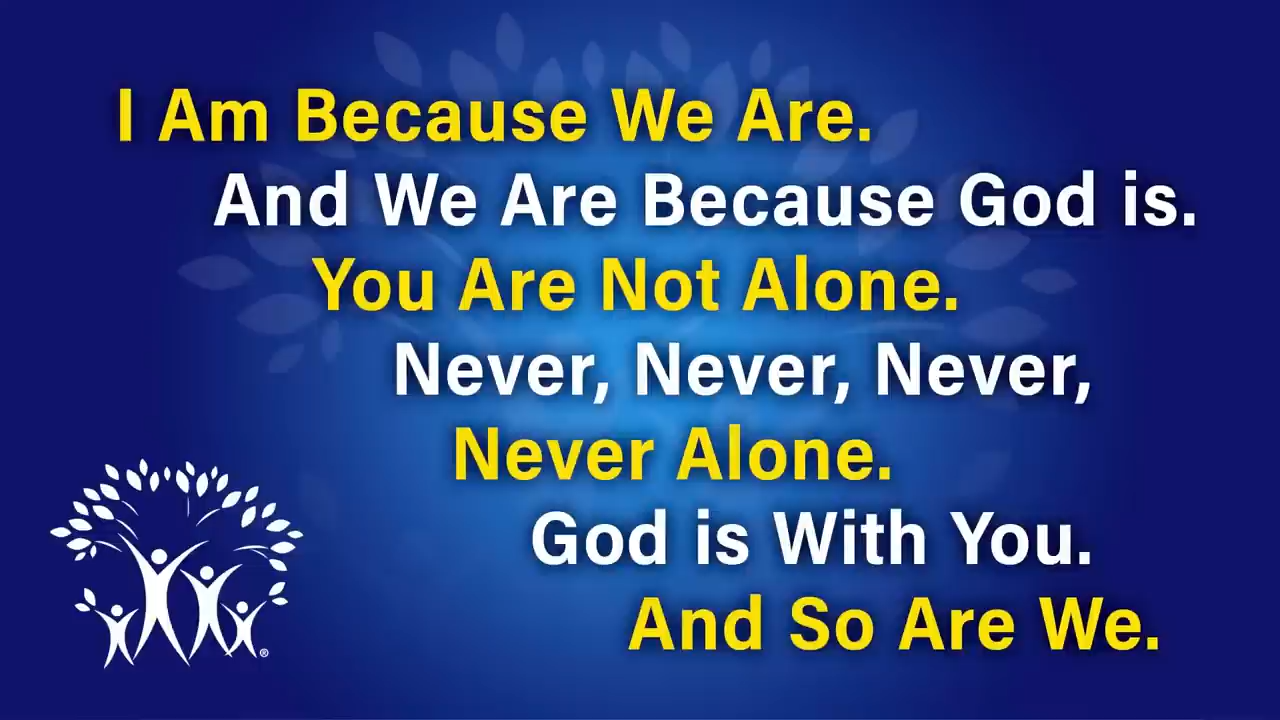 I Am Because We Are.
And We Are Because God is.
You Are Not Alone.
Never, Never, Never,
Never Alone.
God is With You.
And So Are We.
®